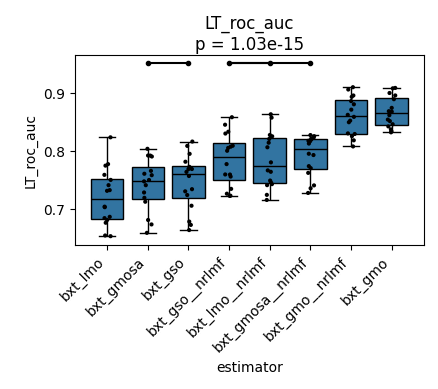 LT_roc_auc
p = 1.03e-15
LT_roc_auc
0.9
0.8
0.7
bxt_lmo
bxt_gmosa
bxt_gso
bxt_gso__nrlmf
bxt_lmo__nrlmf
bxt_gmosa__nrlmf
bxt_gmo__nrlmf
bxt_gmo
estimator